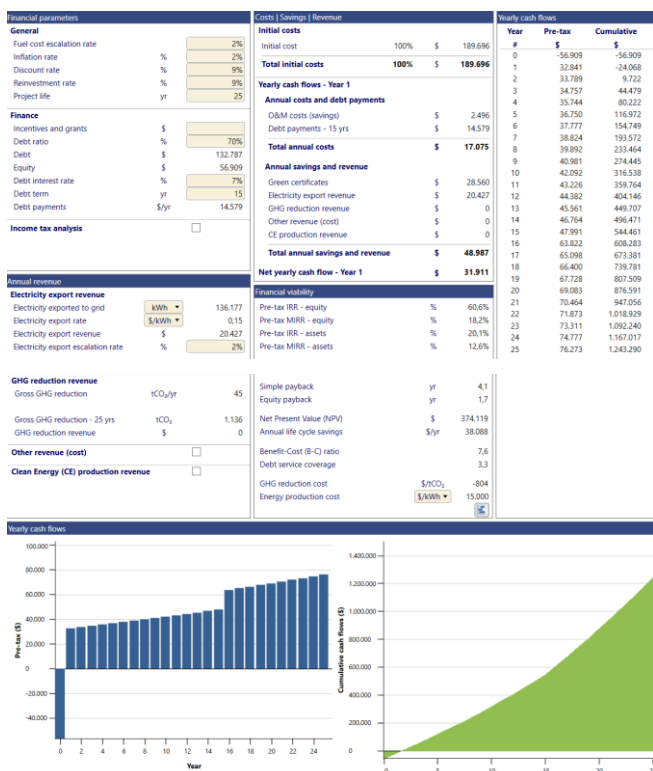 Financial parameters
General
Fuel cost escalation rate 2%
Inflation rate % 2%
Discount rate % 9%
Reinvestment rate % 9%
Project life yr 25
Finance
Incentives and grants $
Debt ratio % 70%
Debt $ 132.787
Equity $ 56.909
Debt interest rate % 7%
Debt term yr 15
Debt payments $/yr 14.579
Income tax analysis
Annual revenue
Electricity export revenue
Electricity exported to grid kWh 136.177
Electricity export rate $/kWh 0,15
Electricity export revenue $ 20.427
Electricity export escalation rate % 2%
GHG reduction revenue
Gross GHG reduction tCO₂/yr 45
Gross GHG reduction - 25 yrs tCO₂ 1.136
GHG reduction revenue $ 0
Other revenue (cost)
Clean Energy (CE) production revenue
Costs | Savings | Revenue
Initial costs
Initial cost 100% $ 189.696
Total initial costs 100% $ 189.696
Yearly cash flows - Year 1
Annual costs and debt payments
O&M costs (savings) $ 2.496
Debt payments - 15 yrs $ 14.579
Total annual costs $ 17.075
Annual savings and revenue
Green certificates $ 28.560
Electricity export revenue $ 20.427
GHG reduction revenue $ 0
Other revenue (cost) $ 0
CE production revenue $ 0
Total annual savings and revenue $ 48.987
Net yearly cash flow - Year 1 $ 31.911
Financial viability
Pre-tax IRR - equity % 60,6%
Pre-tax MIRR - equity % 18,2%
Pre-tax IRR - assets % 20,1%
Pre-tax MIRR - assets % 12,6%
Simple payback yr 4,1
Equity payback yr 1,7
Net Present Value (NPV) $ 374.119
Annual life cycle savings $/yr 38.088
Benefit-Cost (B-C) ratio 7,6
Debt service coverage 3,3
GHG reduction cost $/tCO₂ -804
Energy production cost $/kWh 15.000
Yearly cash flows
Year Pre-tax Cumulative
# $ $
0 -56.909 -56.909
1 32.841 -24.068
2 33.789 9.722
3 34.757 44.479
4 35.744 80.222
5 36.750 116.972
6 37.777 154.749
7 38.824 193.572
8 39.892 233.464
9 40.981 274.445
10 42.092 316.538
11 43.226 359.764
12 44.382 404.146
13 45.561 449.707
14 46.764 496.471
15 47.991 544.461
16 63.822 608.283
17 65.098 673.381
18 66.400 739.781
19 67.728 807.509
20 69.083 876.591
21 70.464 947.056
22 71.873 1.018.929
23 73.311 1.092.240
24 74.777 1.167.017
25 76.273 1.243.290
Yearly cash flows
100.000
80.000
60.000
40.000
20.000
0
-20.000
-40.000
Pre-tax ($)
0 2 4 6 8 10 12 14 16 18 20 22 24
Year
1.400.000
1.200.000
1.000.000
800.000
600.000
400.000
200.000
0
Cumulative cash flows ($)
0 5 10 15 20